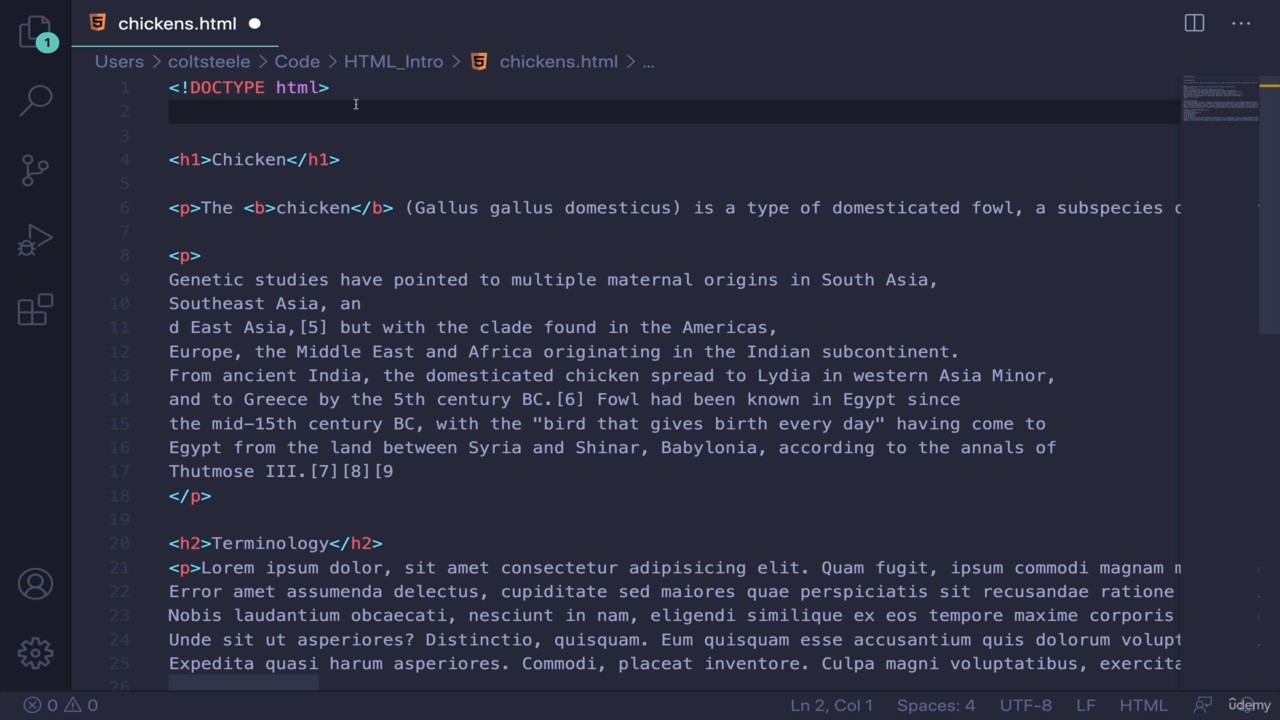 chickens.html
1
Users > coltsteele > Code > HTML_Intro > chickens.html > ...
1 <!DOCTYPE html>
2
3
4 <h1>Chicken</h1>
5
6 <p>The <b>chicken</b> (Gallus gallus domesticus) is a type of domesticated fowl, a subspecies
7
8 <p>
9 Genetic studies have pointed to multiple maternal origins in South Asia,
10 Southeast Asia, an
11 d East Asia,[5] but with the clade found in the Americas,
12 Europe, the Middle East and Africa originating in the Indian subcontinent.
13 From ancient India, the domesticated chicken spread to Lydia in western Asia Minor,
14 and to Greece by the 5th century BC.[6] Fowl had been known in Egypt since
15 the mid-15th century BC, with the "bird that gives birth every day" having come to
16 Egypt from the land between Syria and Shinar, Babylonia, according to the annals of
17 Thutmose III.[7][8][9
18 </p>
19
20 <h2>Terminology</h2>
21 <p>Lorem ipsum dolor, sit amet consectetur adipisicing elit. Quam fugit, ipsum commodi magnam
22 Error amet assumenda delectus, cupiditate sed maiores quae perspiciatis sit recusandae ratione
23 Nobis laudantium obcaecati, nesciunt in nam, eligendi similique ex eos tempore maxime corporis
24 Unde sit ut asperiores? Distinctio, quisquam. Eum quisquam esse accusantium quis dolorum volupt
25 Expedita quasi harum asperiores. Commodi, placeat inventore. Culpa magni voluptatibus, exercita
26
0 0 Ln 2, Col 1 Spaces: 4 UTF-8 LF HTML
ûdemy